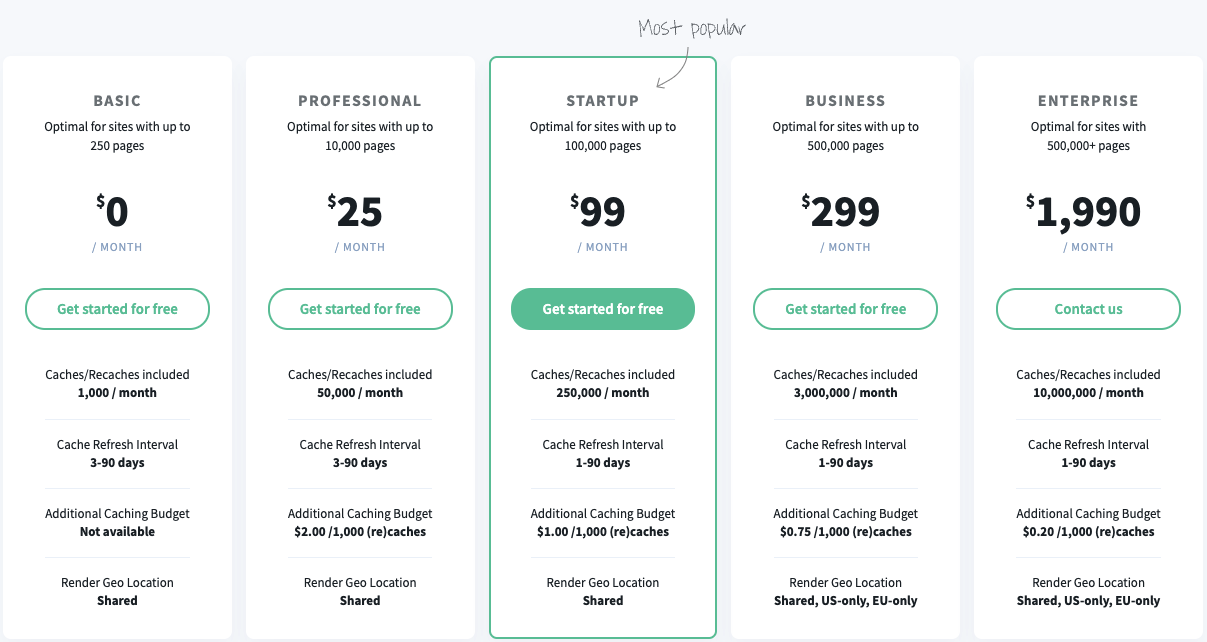 Most popular
BASIC
Optimal for sites with up to
250 pages
$0
/ MONTH
Get started for free
Caches/Recaches included
1,000 / month
Cache Refresh Interval
3-90 days
Additional Caching Budget
Not available
Render Geo Location
Shared
PROFESSIONAL
Optimal for sites with up to
10,000 pages
$25
/ MONTH
Get started for free
Caches/Recaches included
50,000 / month
Cache Refresh Interval
3-90 days
Additional Caching Budget
$2.00 /1,000 (re)caches
Render Geo Location
Shared
STARTUP
Optimal for sites with up to
100,000 pages
$99
/ MONTH
Get started for free
Caches/Recaches included
250,000 / month
Cache Refresh Interval
1-90 days
Additional Caching Budget
$1.00 /1,000 (re)caches
Render Geo Location
Shared
BUSINESS
Optimal for sites with up to
500,000 pages
$299
/ MONTH
Get started for free
Caches/Recaches included
3,000,000 / month
Cache Refresh Interval
1-90 days
Additional Caching Budget
$0.75 /1,000 (re)caches
Render Geo Location
Shared, US-only, EU-only
ENTERPRISE
Optimal for sites with
500,000+ pages
$1,990
/ MONTH
Contact us
Caches/Recaches included
10,000,000 / month
Cache Refresh Interval
1-90 days
Additional Caching Budget
$0.20 /1,000 (re)caches
Render Geo Location
Shared, US-only, EU-only